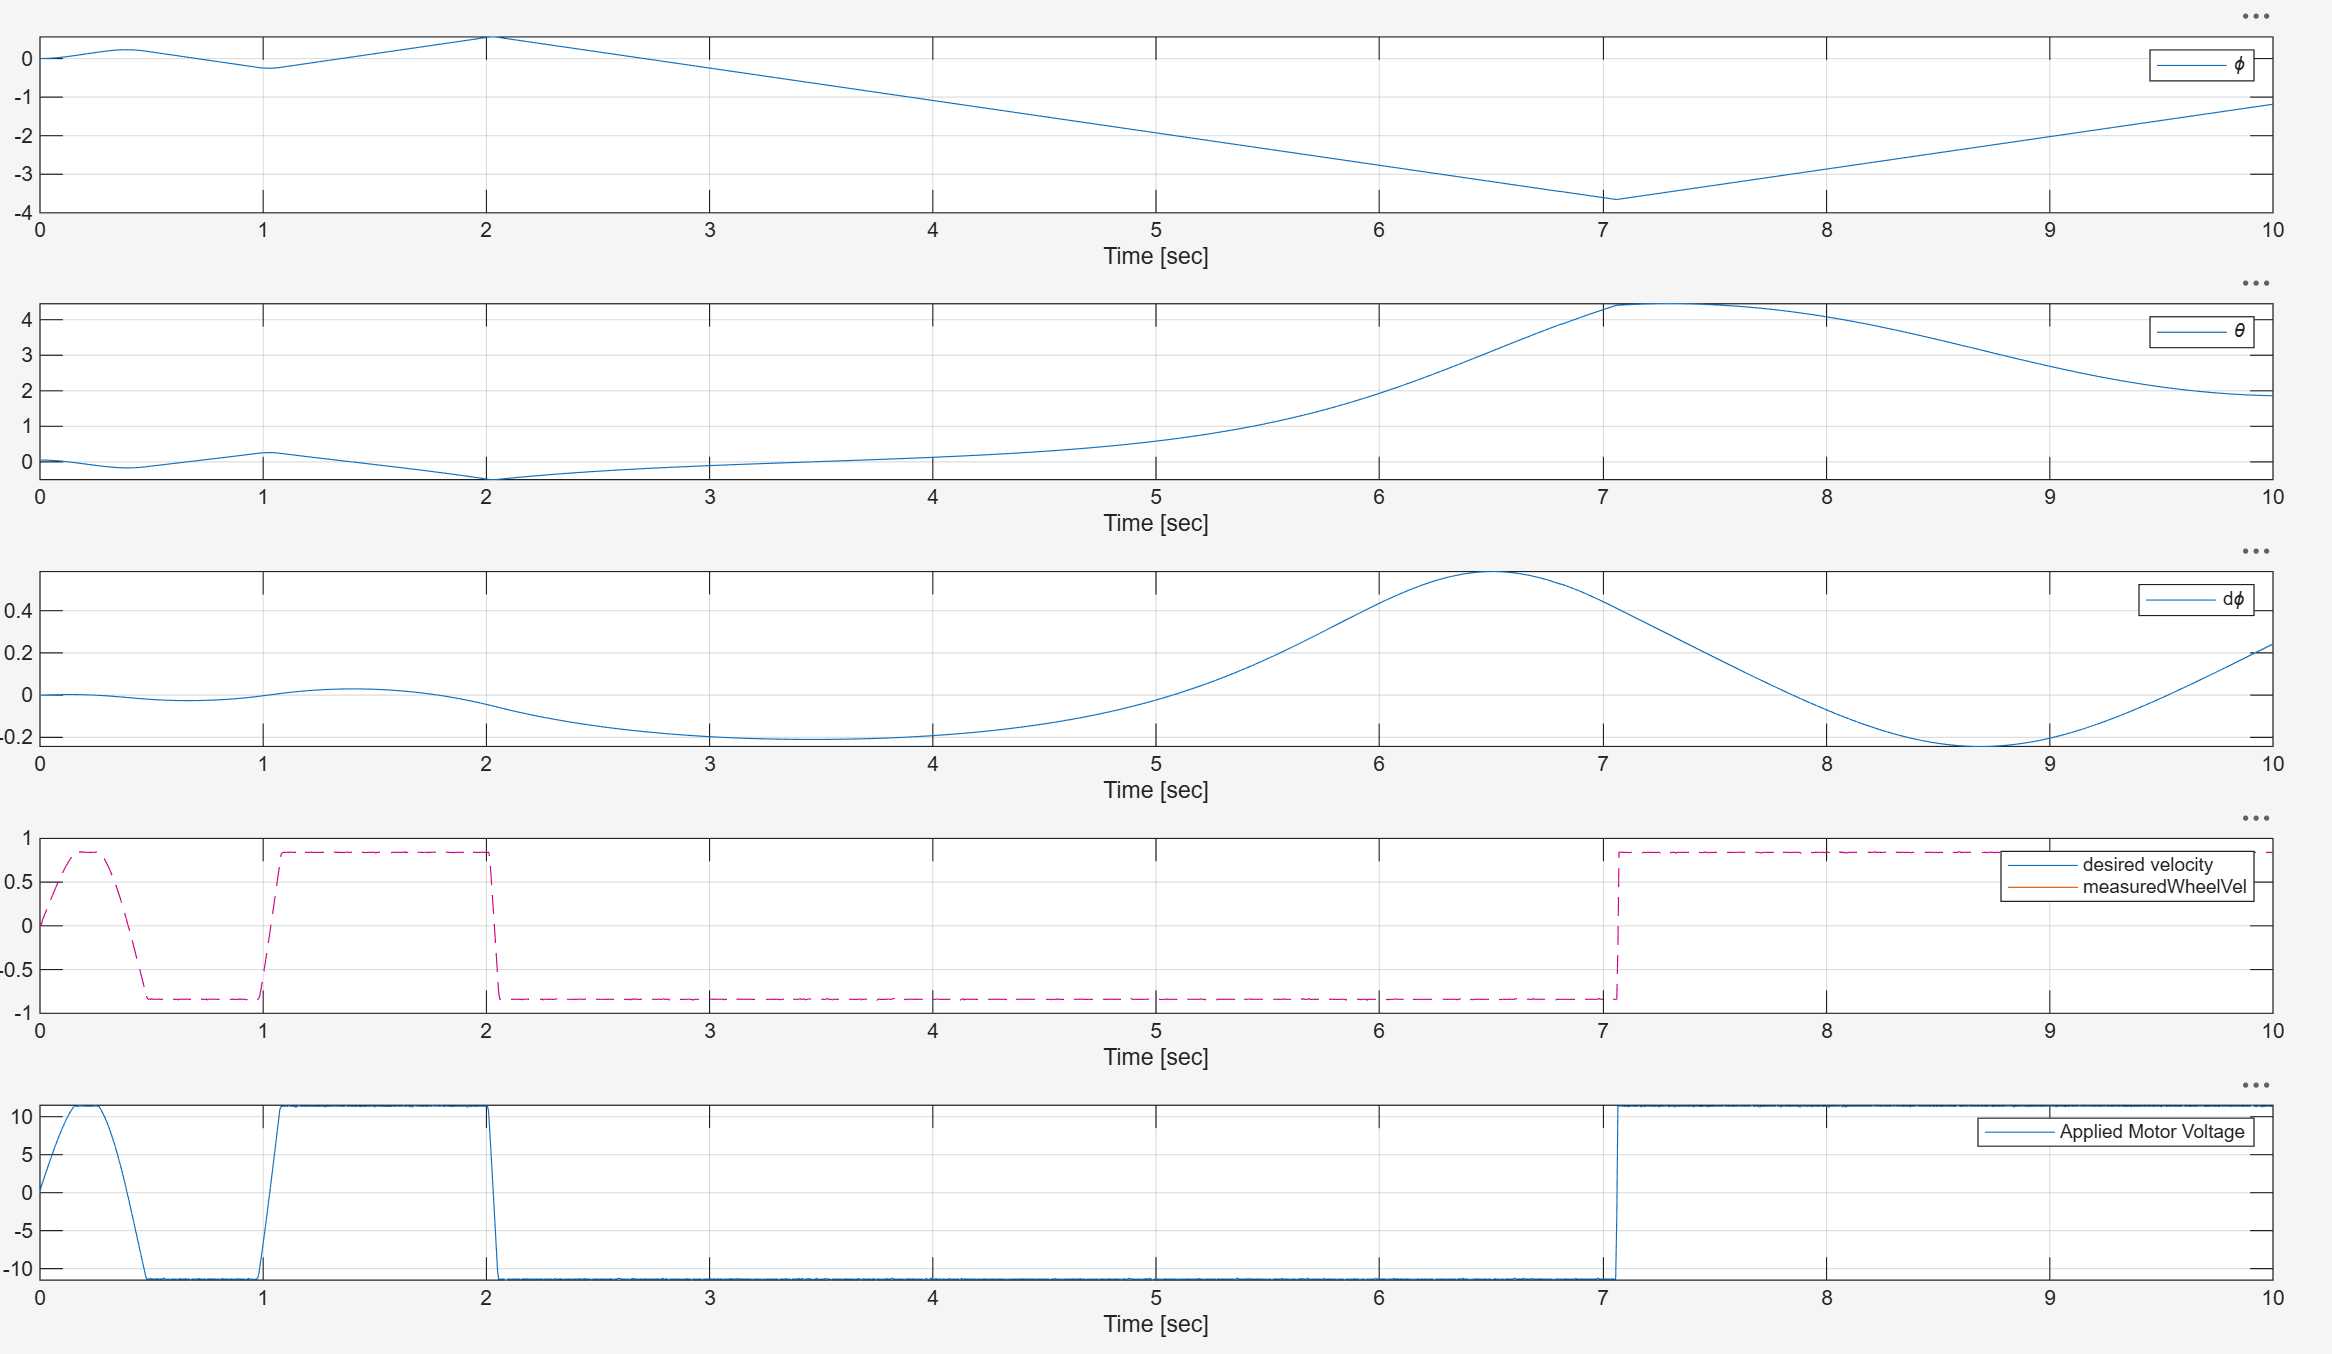 0
-1
-2
-3
-4
ϕ
0 1 2 3 4 5 6 7 8 9 10
Time [sec]
4
3
2
1
0
θ
0 1 2 3 4 5 6 7 8 9 10
Time [sec]
0.4
0.2
0
-0.2
dϕ
0 1 2 3 4 5 6 7 8 9 10
Time [sec]
1
0.5
0
-0.5
-1
desired velocity
measuredWheelVel
0 1 2 3 4 5 6 7 8 9 10
Time [sec]
10
5
0
-5
-10
Applied Motor Voltage
0 1 2 3 4 5 6 7 8 9 10
Time [sec]